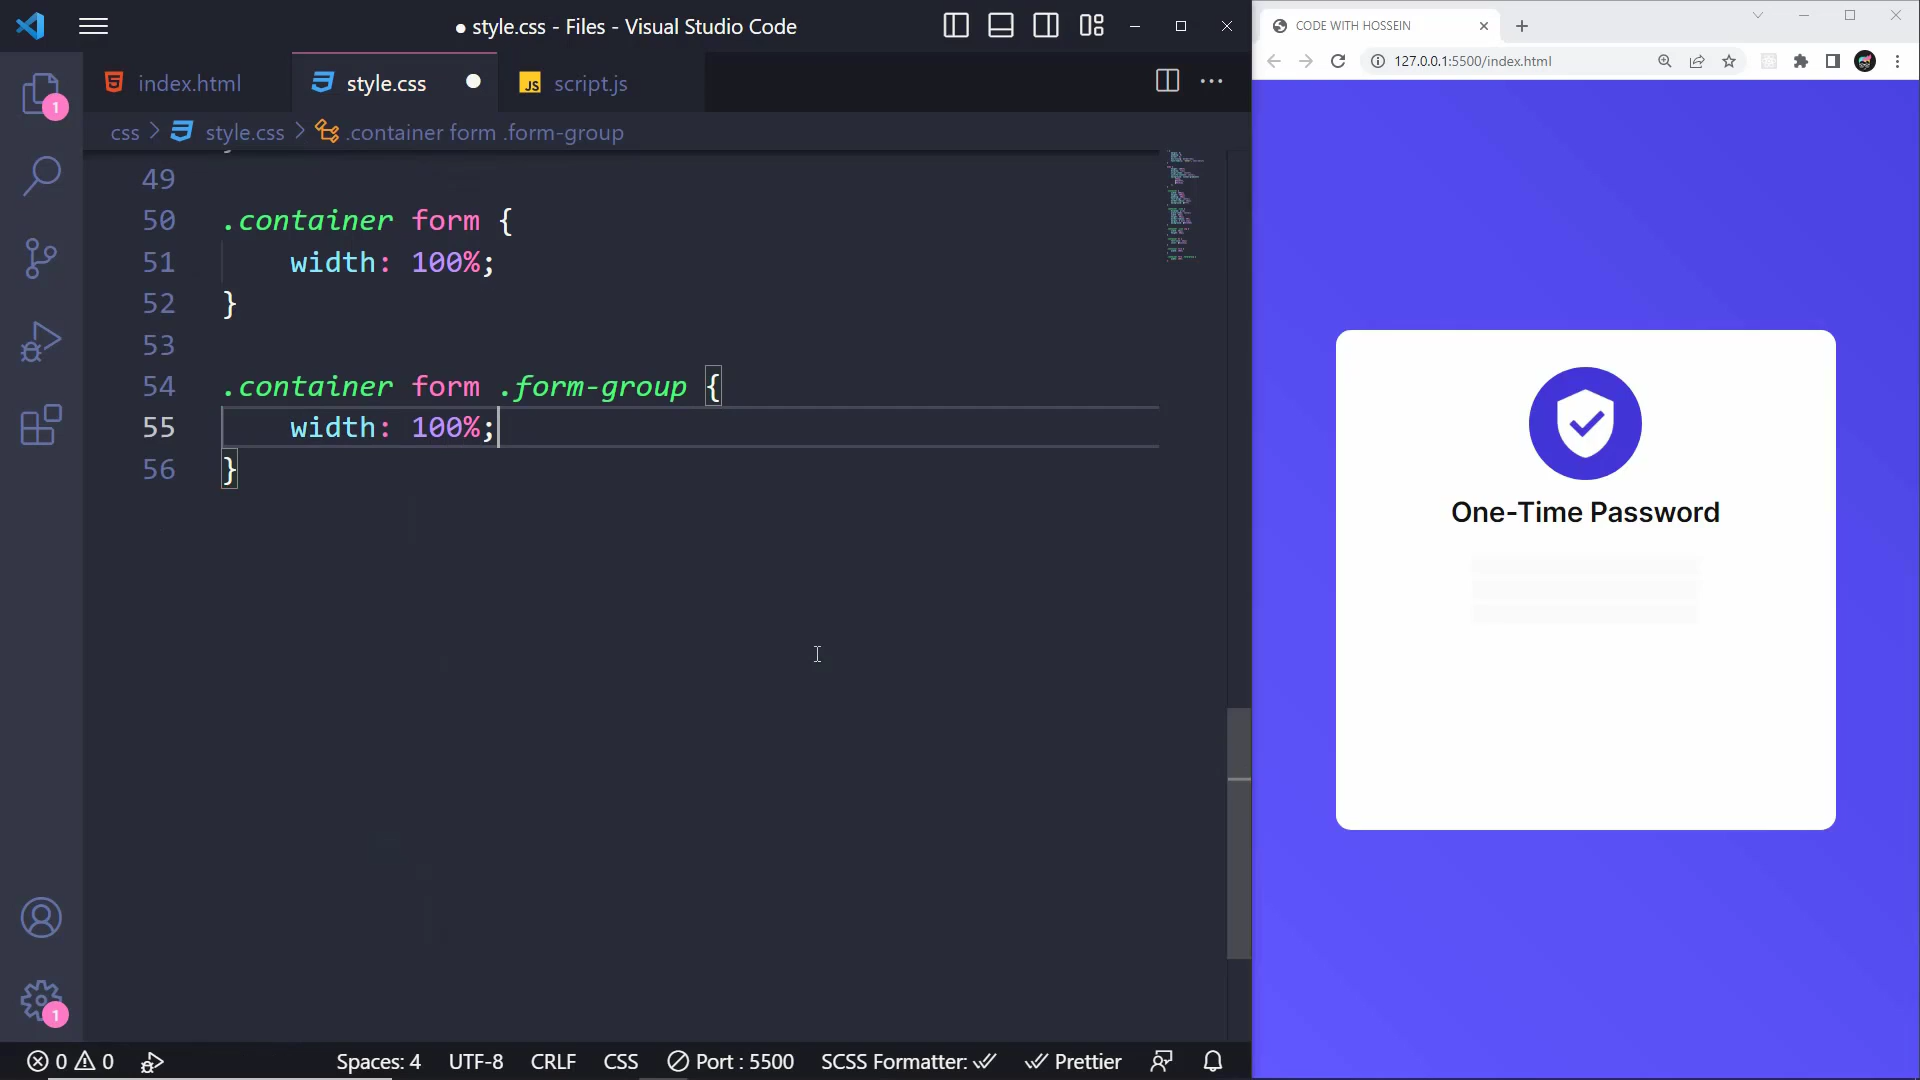 style.css - Files - Visual Studio Code
index.html
style.css
JS script.js
css > style.css > .container form .form-group
49
50 .container form {
51 width: 100%;
52 }
53
54 .container form .form-group {
55 width: 100%;
56 }
1
1
0 0
Spaces: 4
UTF-8
CRLF
CSS
Port : 5500
SCSS Formatter:
Prettier
CODE WITH HOSSEIN
127.0.0.1:5500/index.html
One-Time Password